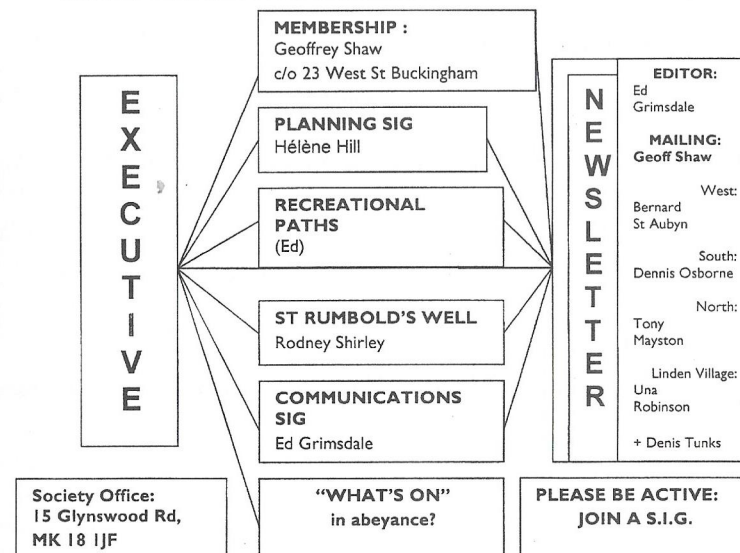 EXECUTIVE
MEMBERSHIP :
Geoffrey Shaw
c/o 23 West St Buckingham
PLANNING SIG
Hélène Hill
RECREATIONAL
PATHS
(Ed)
ST RUMBOLD'S WELL
Rodney Shirley
COMMUNICATIONS
SIG
Ed Grimsdale
"WHAT'S ON"
in abeyance?
NEWSLETTER
EDITOR:
Ed
Grimsdale
MAILING:
Geoff Shaw
West:
Bernard
St Aubyn
South:
Dennis Osborne
North:
Tony
Mayston
Linden Village:
Una
Robinson
+ Denis Tunks
Society Office:
15 Glynswood Rd,
MK 18 1JF
PLEASE BE ACTIVE:
JOIN A S.I.G.